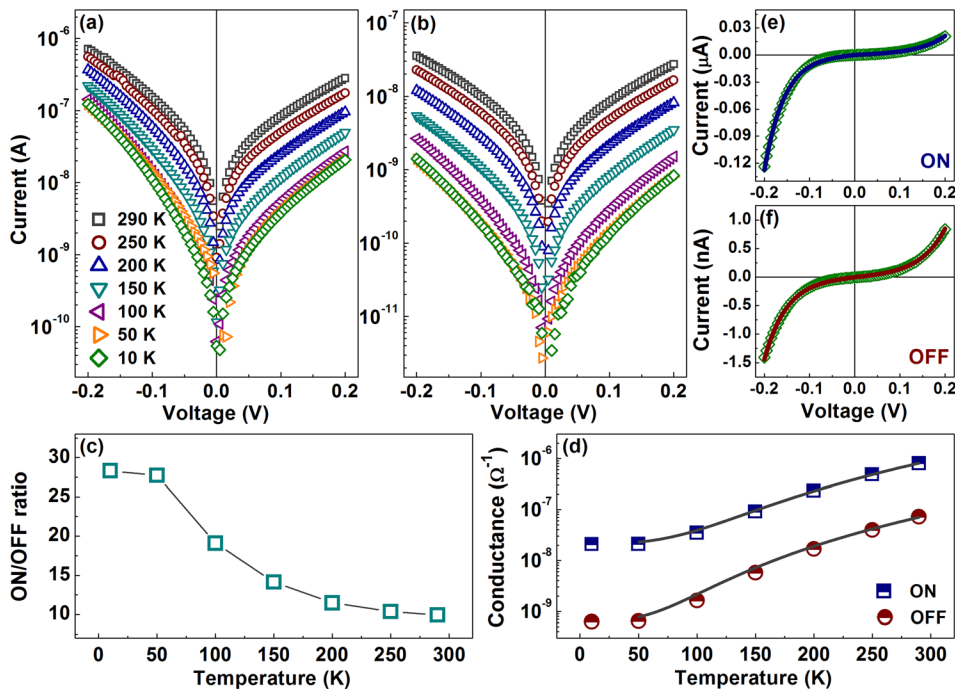 (a)
10⁻⁶
10⁻⁷
10⁻⁸
10⁻⁹
10⁻¹⁰
Current (A)
290 K
250 K
200 K
150 K
100 K
50 K
10 K
-0.2 -0.1 0.0 0.1 0.2
Voltage (V)
(b)
10⁻⁷
10⁻⁸
10⁻⁹
10⁻¹⁰
10⁻¹¹
-0.2 -0.1 0.0 0.1 0.2
Voltage (V)
(e)
0.03
0.00
-0.03
-0.06
-0.09
-0.12
Current (μA)
ON
-0.2 -0.1 0.0 0.1 0.2
(f)
1.0
0.5
0.0
-0.5
-1.0
-1.5
Current (nA)
OFF
-0.2 -0.1 0.0 0.1 0.2
Voltage (V)
(c)
30
25
20
15
10
ON/OFF ratio
0 50 100 150 200 250 300
Temperature (K)
(d)
10⁻⁶
10⁻⁷
10⁻⁸
10⁻⁹
Conductance (Ω⁻¹)
ON
OFF
0 50 100 150 200 250 300
Temperature (K)